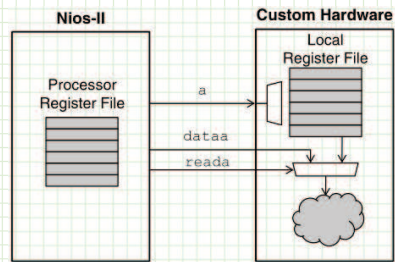 Nios-II
Custom Hardware
Local
Register File
Processor
Register File
a
dataa
reada